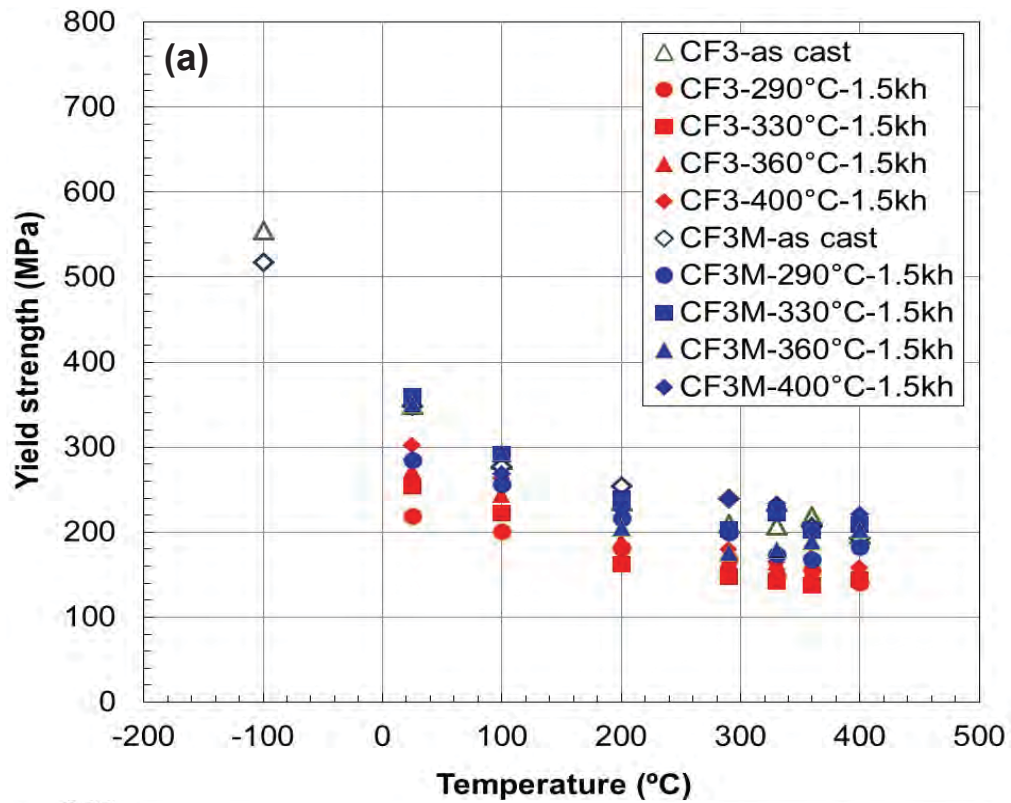 (a)
800
700
600
500
400
300
200
100
0
-200 -100 0 100 200 300 400 500
Yield strength (MPa)
Temperature (ºC)
CF3-as cast
CF3-290°C-1.5kh
CF3-330°C-1.5kh
CF3-360°C-1.5kh
CF3-400°C-1.5kh
CF3M-as cast
CF3M-290°C-1.5kh
CF3M-330°C-1.5kh
CF3M-360°C-1.5kh
CF3M-400°C-1.5kh